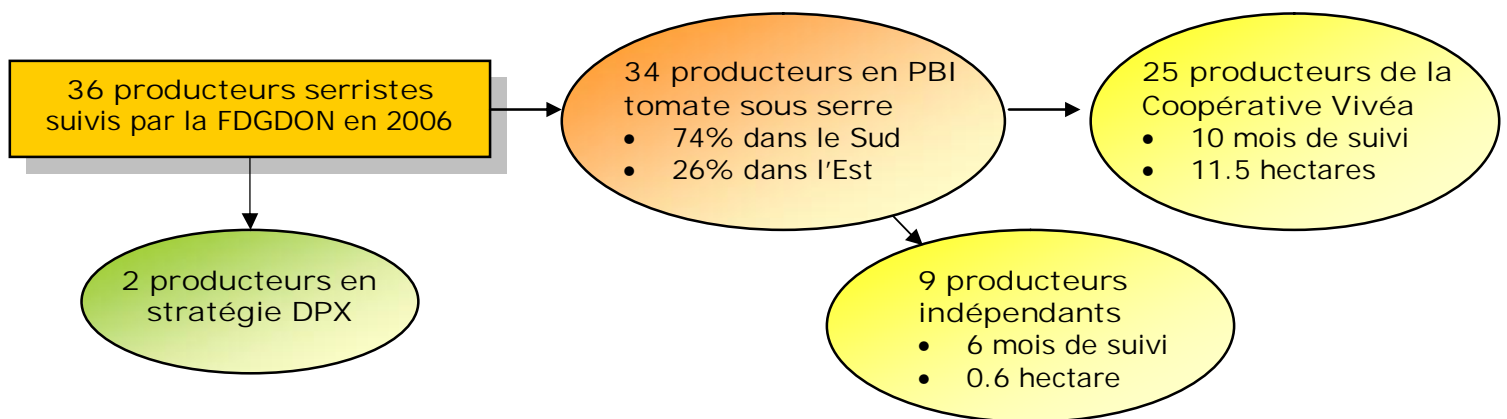 36 producteurs serristes
suivis par la FDGDON en 2006
34 producteurs en PBI
tomate sous serre
• 74% dans le Sud
• 26% dans l'Est
25 producteurs de la
Coopérative Vivéa
• 10 mois de suivi
• 11.5 hectares
2 producteurs en
stratégie DPX
9 producteurs
indépendants
• 6 mois de suivi
• 0.6 hectare